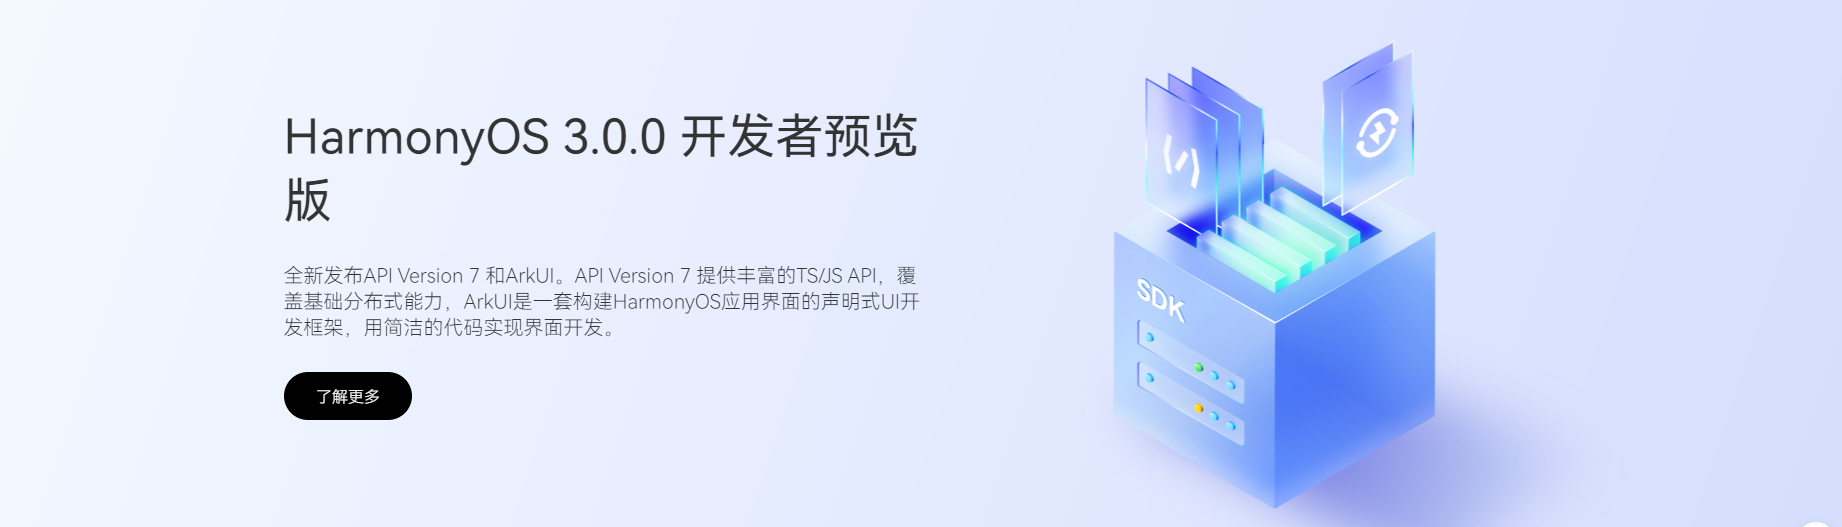 HarmonyOS 3.0.0 开发者预览
版
全新发布API Version 7 和ArkUI。API Version 7 提供丰富的TS/JS API，覆
盖基础分布式能力，ArkUI是一套构建HarmonyOS应用界面的声明式UI开
发框架，用简洁的代码实现界面开发。
了解更多
SDK